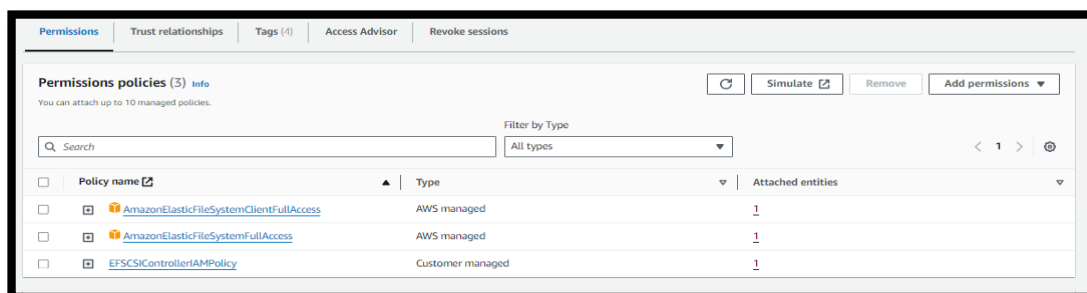 Permissions Trust relationships Tags (4) Access Advisor Revoke sessions
Permissions policies (3) Info
Simulate Remove Add permissions
You can attach up to 10 managed policies.
Filter by Type
Search All types 1
Policy name Type Attached entities
AmazonElasticFileSystemClientFullAccess AWS managed 1
AmazonElasticFileSystemFullAccess AWS managed 1
EFSCSIControllerIAMPolicy Customer managed 1